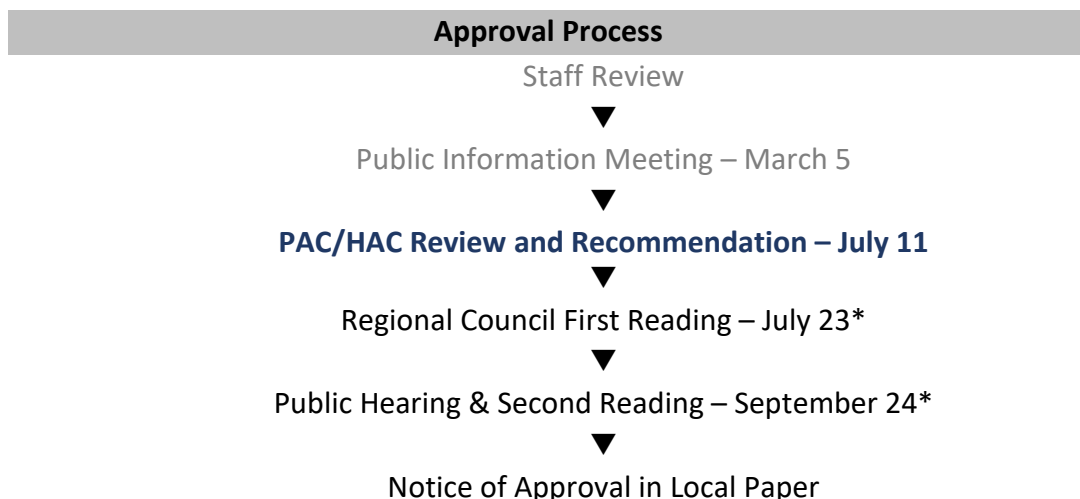 Approval Process
Staff Review
Public Information Meeting – March 5
PAC/HAC Review and Recommendation – July 11
Regional Council First Reading – July 23*
Public Hearing & Second Reading – September 24*
Notice of Approval in Local Paper